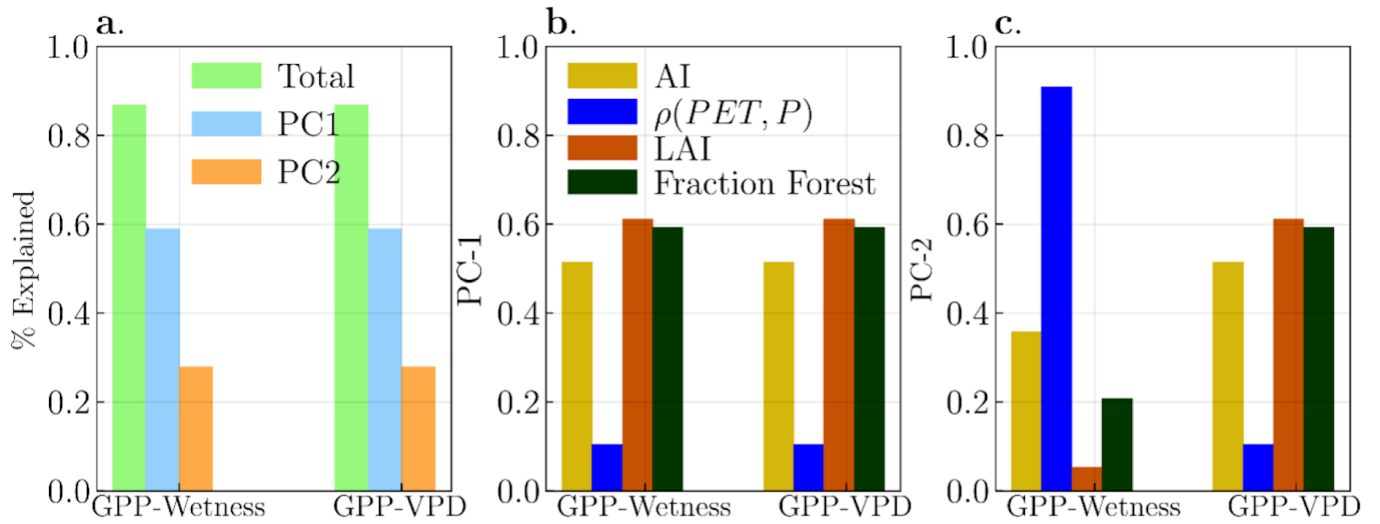 a.
% Explained
1.0
0.8
0.6
0.4
0.2
0.0
Total
PC1
PC2
GPP-Wetness
GPP-VPD
b.
PC-1
1.0
0.8
0.6
0.4
0.2
0.0
AI
ρ(PET, P)
LAI
Fraction Forest
GPP-Wetness
GPP-VPD
c.
PC-2
1.0
0.8
0.6
0.4
0.2
0.0
GPP-Wetness
GPP-VPD